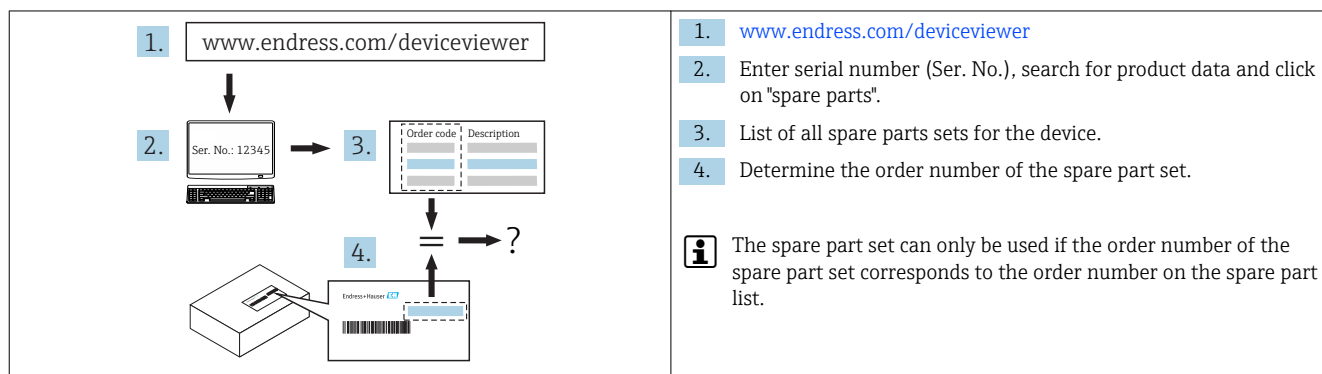 1.
www.endress.com/deviceviewer
2.
Ser. No.: 12345
3.
Order code
Description
=
?
4.
Endress+Hauser
EH
1. www.endress.com/deviceviewer
2. Enter serial number (Ser. No.), search for product data and click
on "spare parts".
3. List of all spare parts sets for the device.
4. Determine the order number of the spare part set.
i
The spare part set can only be used if the order number of the
spare part set corresponds to the order number on the spare part
list.